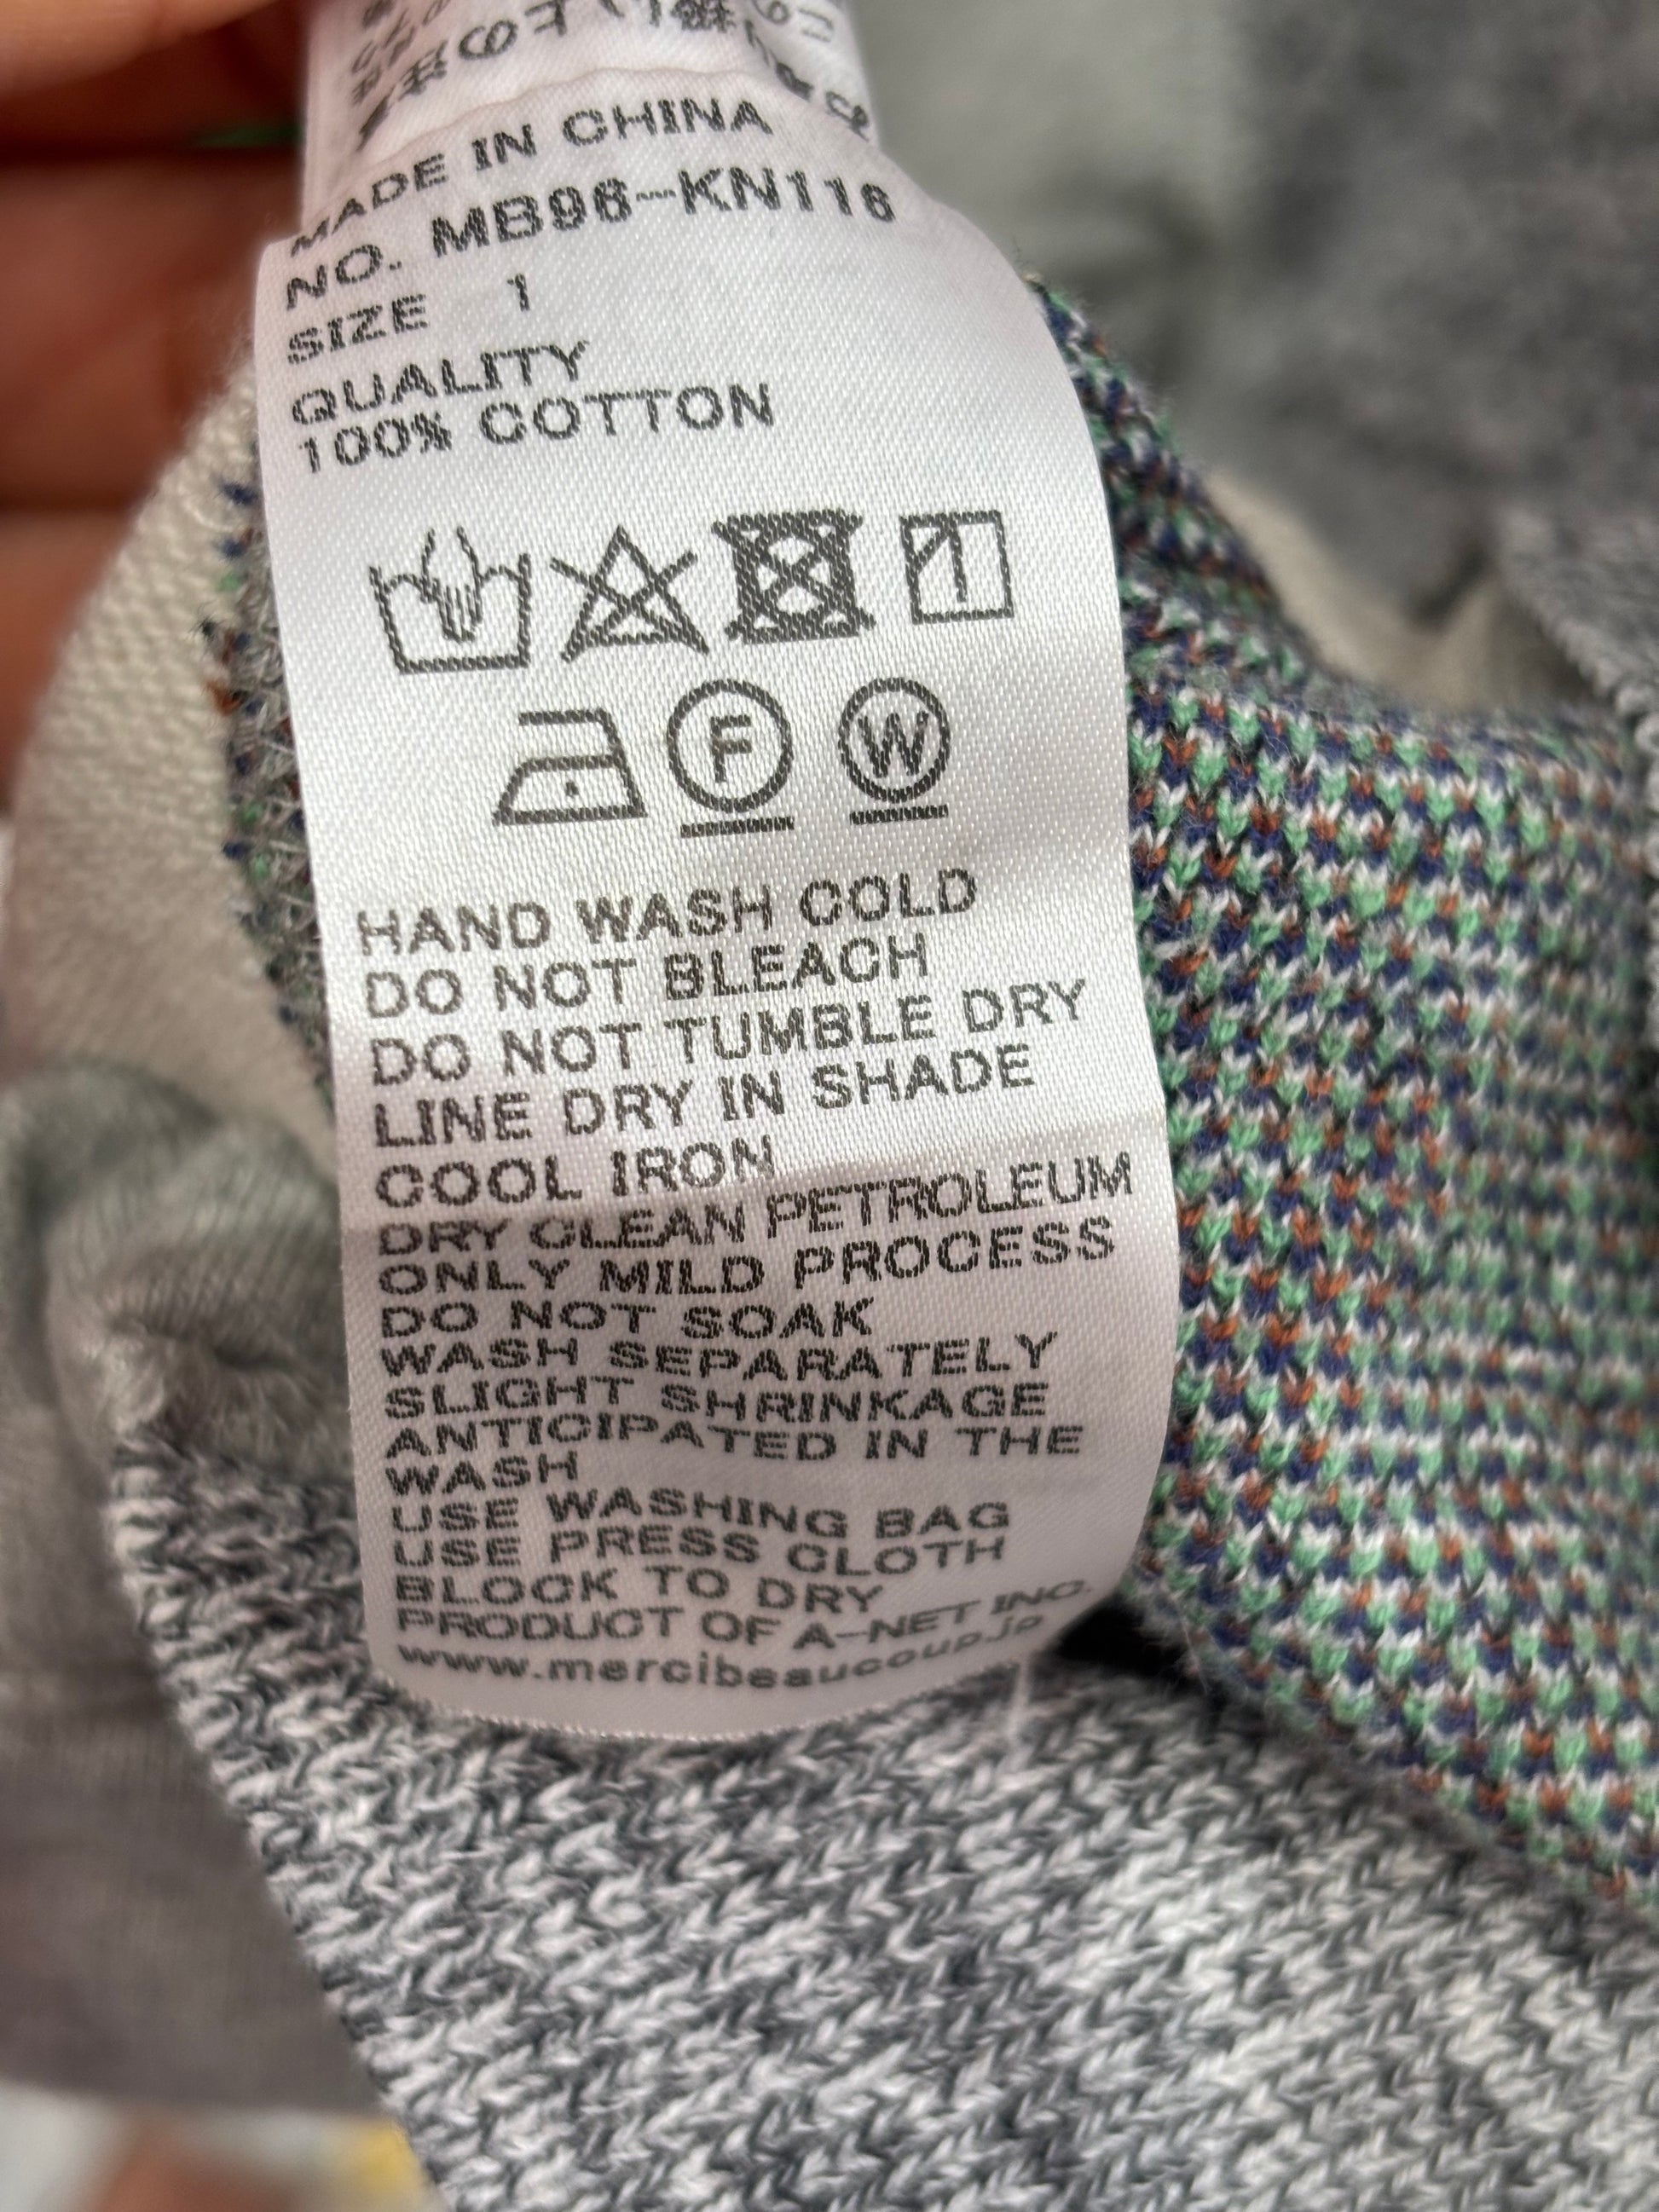 MADE IN CHINA
NO. MB96-KN116
SIZE 1
QUALITY
100% COTTON
F W
HAND WASH COLD
DO NOT BLEACH
DO NOT TUMBLE DRY
LINE DRY IN SHADE
COOL IRON
DRY CLEAN PETROLEUM
ONLY MILD PROCESS
DO NOT SOAK
WASH SEPARATELY
SLIGHT SHRINKAGE
ANTICIPATED IN THE
WASH
USE WASHING BAG
USE PRESS CLOTH
BLOCK TO DRY
PRODUCT OF A-NET INC.
www.mercibeaucoup.jp